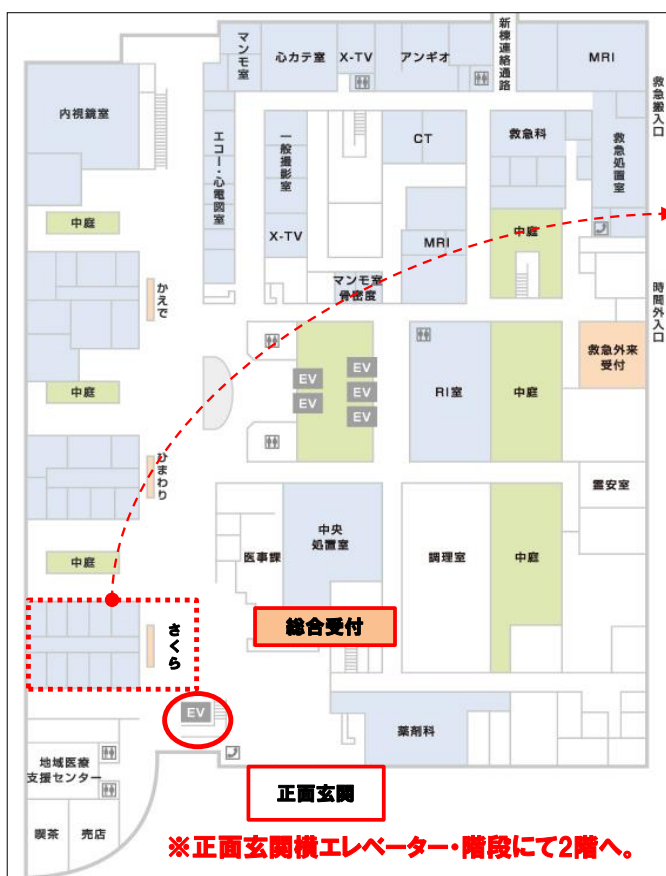 マンモ室
心カテ室
X-TV
アンギオ
新棟連絡通路
MRI
救急搬入口
内視鏡室
エコー・心電図室
一般撮影室
CT
救急科
救急処置室
中庭
X-TV
MRI
中庭
かえで
マンモ室
骨密度
時間外入口
EV
EV
EV
EV
EV
RI室
中庭
救急外来
受付
中庭
ひまわり
霊安室
中庭
医事課
中央
処置室
調理室
中庭
さくら
総合受付
EV
薬剤科
地域医療
支援センター
正面玄関
喫茶
売店
※正面玄関横エレベーター・階段にて2階へ。